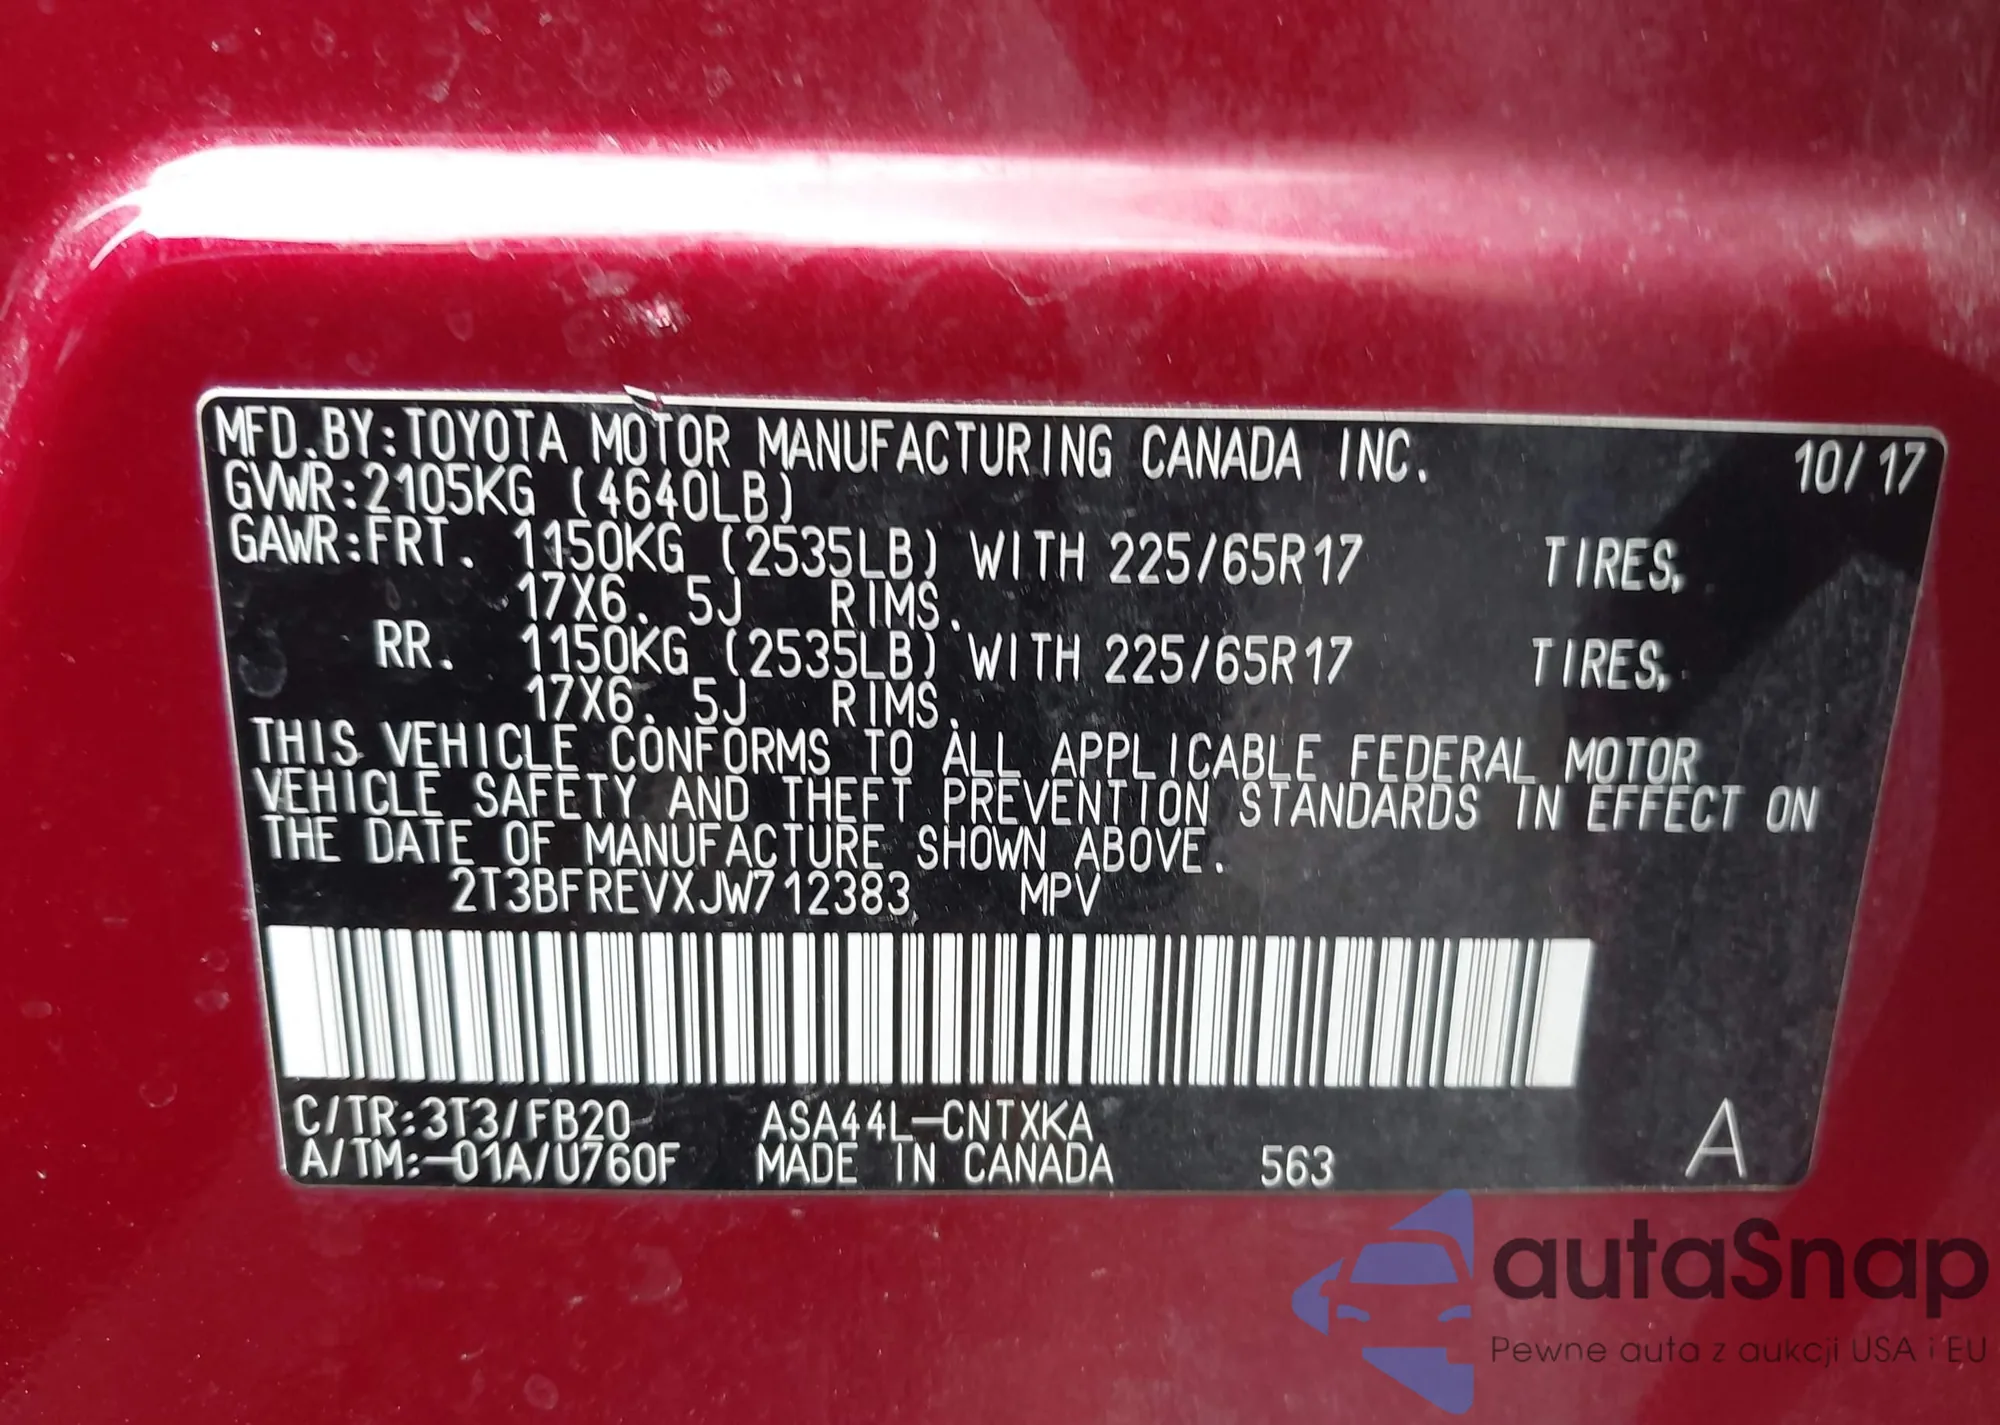 MFD.BY:TOYOTA MOTOR MANUFACTURING CANADA INC. 10/17
GVWR:2105KG (4640LB)
GAWR:FRT. 1150KG (2535LB) WITH 225/65R17 TIRES,
17X6.5J RIMS.
RR. 1150KG (2535LB) WITH 225/65R17 TIRES,
17X6.5J RIMS.
THIS VEHICLE CONFORMS TO ALL APPLICABLE FEDERAL MOTOR
VEHICLE SAFETY AND THEFT PREVENTION STANDARDS IN EFFECT ON
THE DATE OF MANUFACTURE SHOWN ABOVE.
2T3BFREVXJW712383 MPV
C/TR:3T3/FB20 ASA44L-CNTXKA
A/TM:-01A/U760F MADE IN CANADA 563 A
autaSnap
Pewne auta z aukcji USA i EU